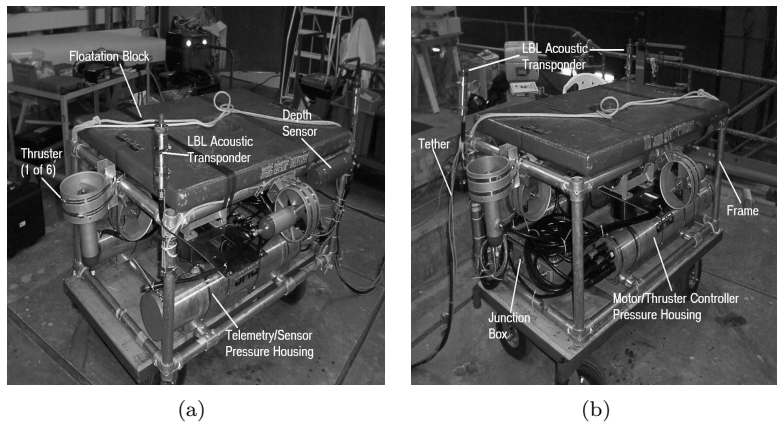 Floatation Block
Depth
Sensor
LBL Acoustic
Transponder
Thruster
(1 of 6)
Telemetry/Sensor
Pressure Housing
(a)
LBL Acoustic
Transponder
Tether
Frame
Motor/Thruster Controller
Pressure Housing
Junction
Box
(b)